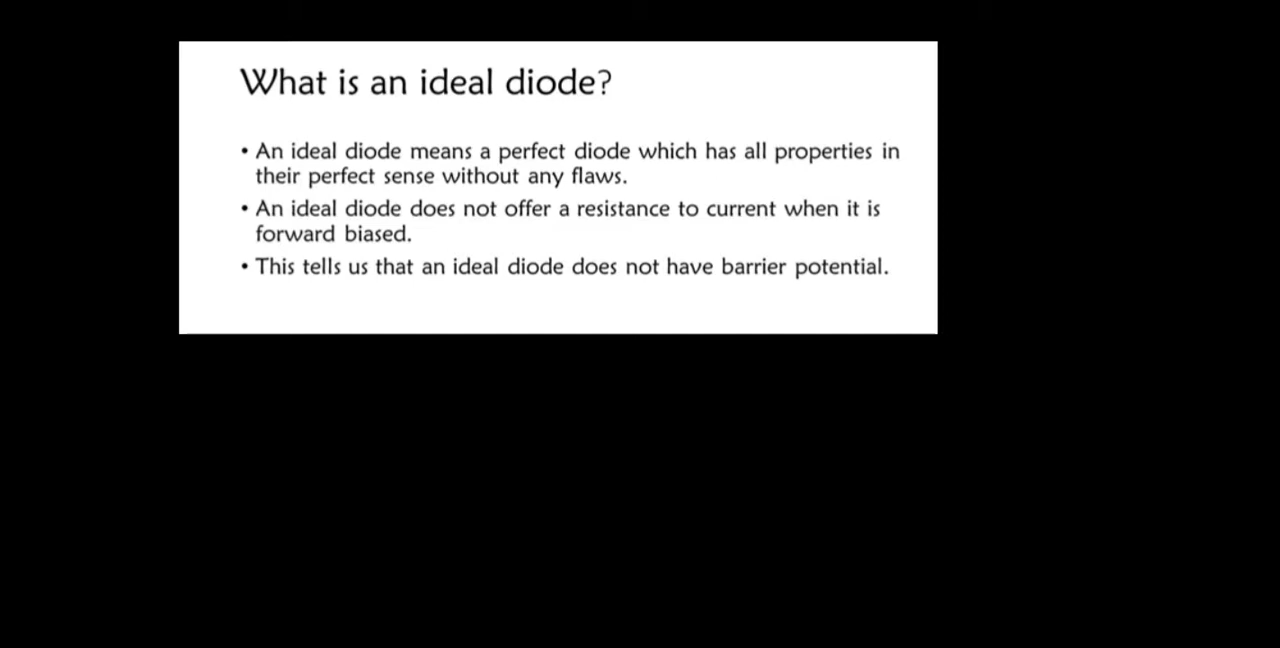 What is an ideal diode?
• An ideal diode means a perfect diode which has all properties in
their perfect sense without any flaws.
• An ideal diode does not offer a resistance to current when it is
forward biased.
• This tells us that an ideal diode does not have barrier potential.